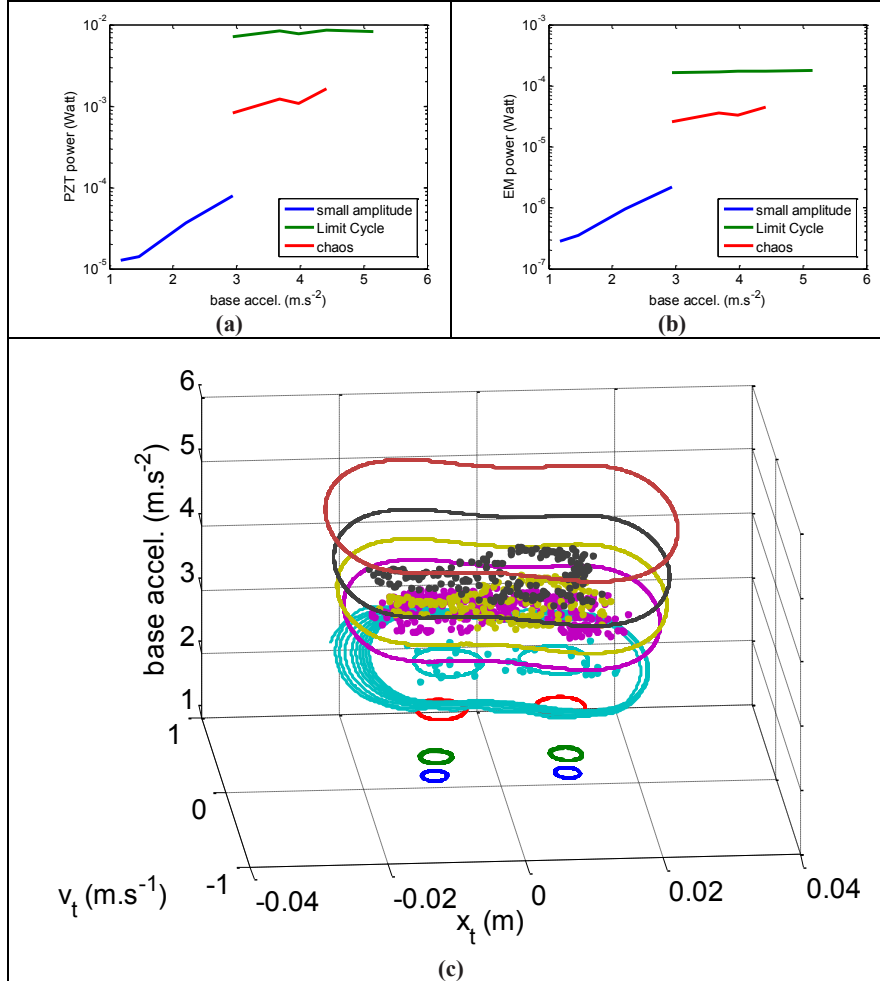 10⁻²
10⁻³
10⁻⁴
10⁻⁵
PZT power (Watt)
small amplitude
Limit Cycle
chaos
1 2 3 4 5 6
base accel. (m.s⁻²)
(a)
10⁻³
10⁻⁴
10⁻⁵
10⁻⁶
10⁻⁷
EM power (Watt)
small amplitude
Limit Cycle
chaos
1 2 3 4 5 6
base accel. (m.s⁻²)
(b)
6
5
4
3
2
1
base accel. (m.s⁻²)
1
0
-1
vₜ (m.s⁻¹)
-0.04 -0.02 0 0.02 0.04
xₜ (m)
(c)